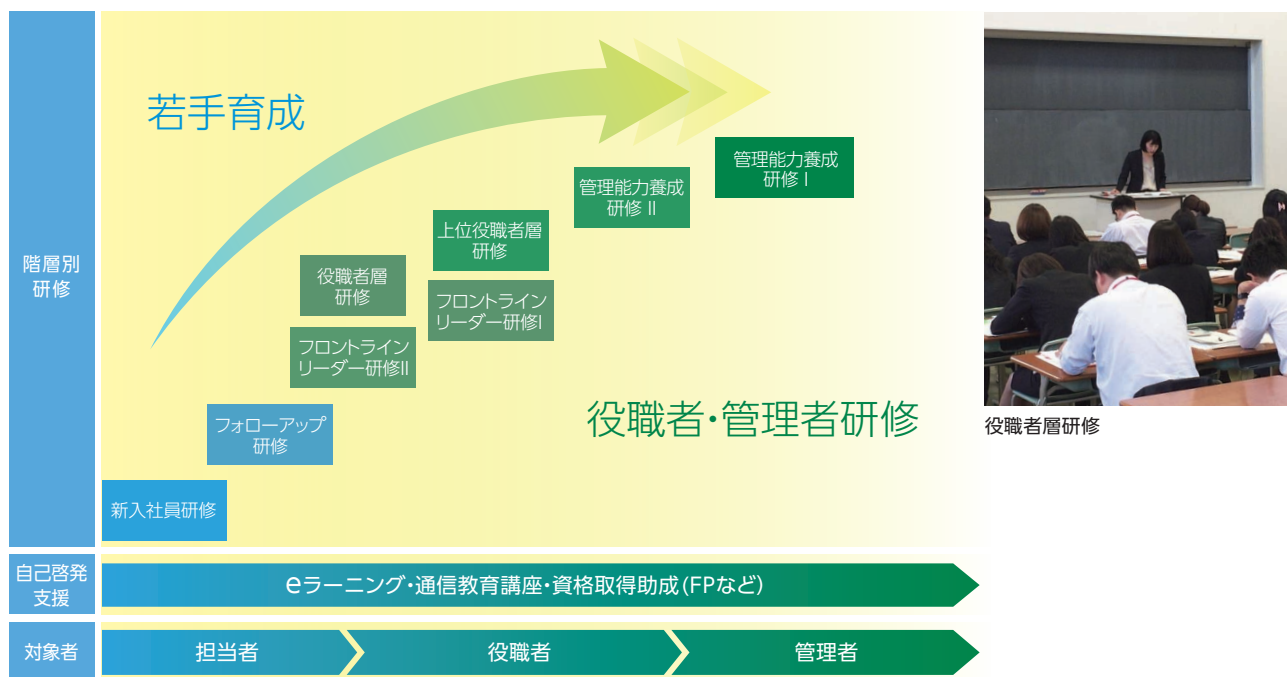 階層別
研修
若手育成
管理能力養成
研修 I
管理能力養成
研修 II
上位役職者層
研修
役職者層
研修
フロントライン
リーダー研修I
フロントライン
リーダー研修II
役職者・管理者研修
フォローアップ
研修
新入社員研修
役職者層研修
自己啓発
支援
eラーニング・通信教育講座・資格取得助成(FPなど)
対象者
担当者
役職者
管理者